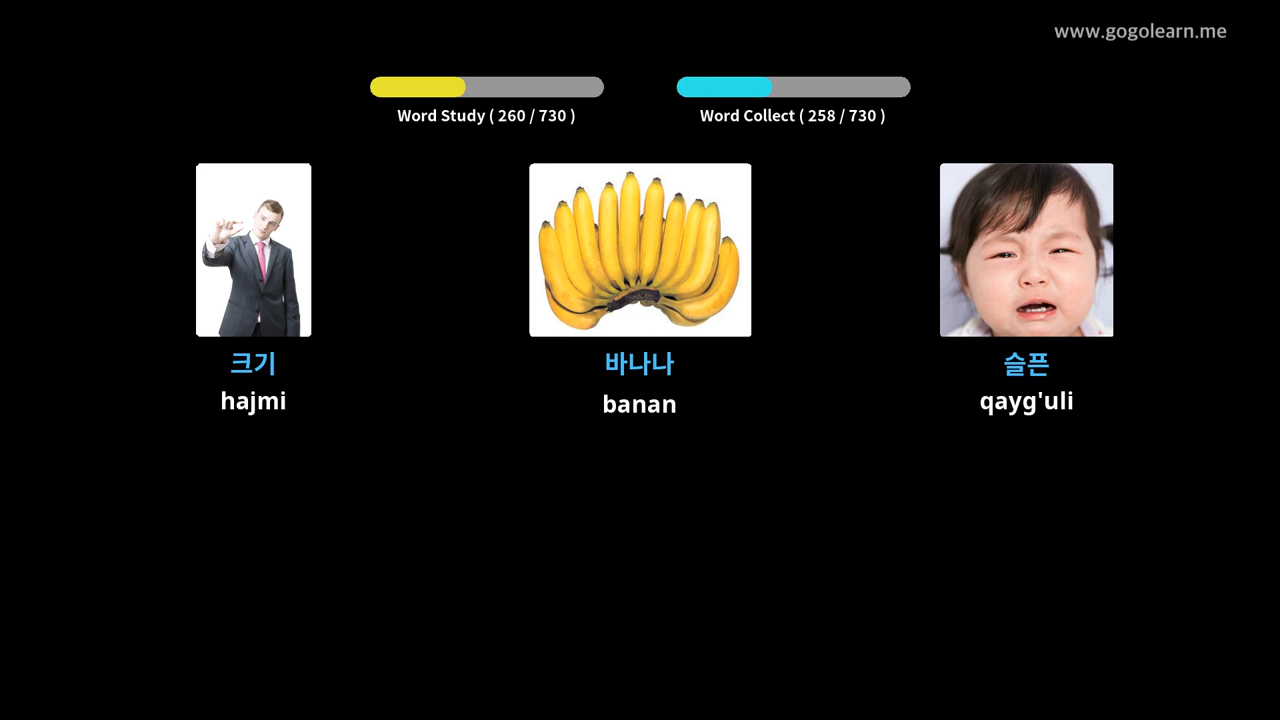 www.gogolearn.me
Word Study ( 260 / 730 )
Word Collect ( 258 / 730 )
크기
바나나
슬픈
hajmi
banan
qayg'uli